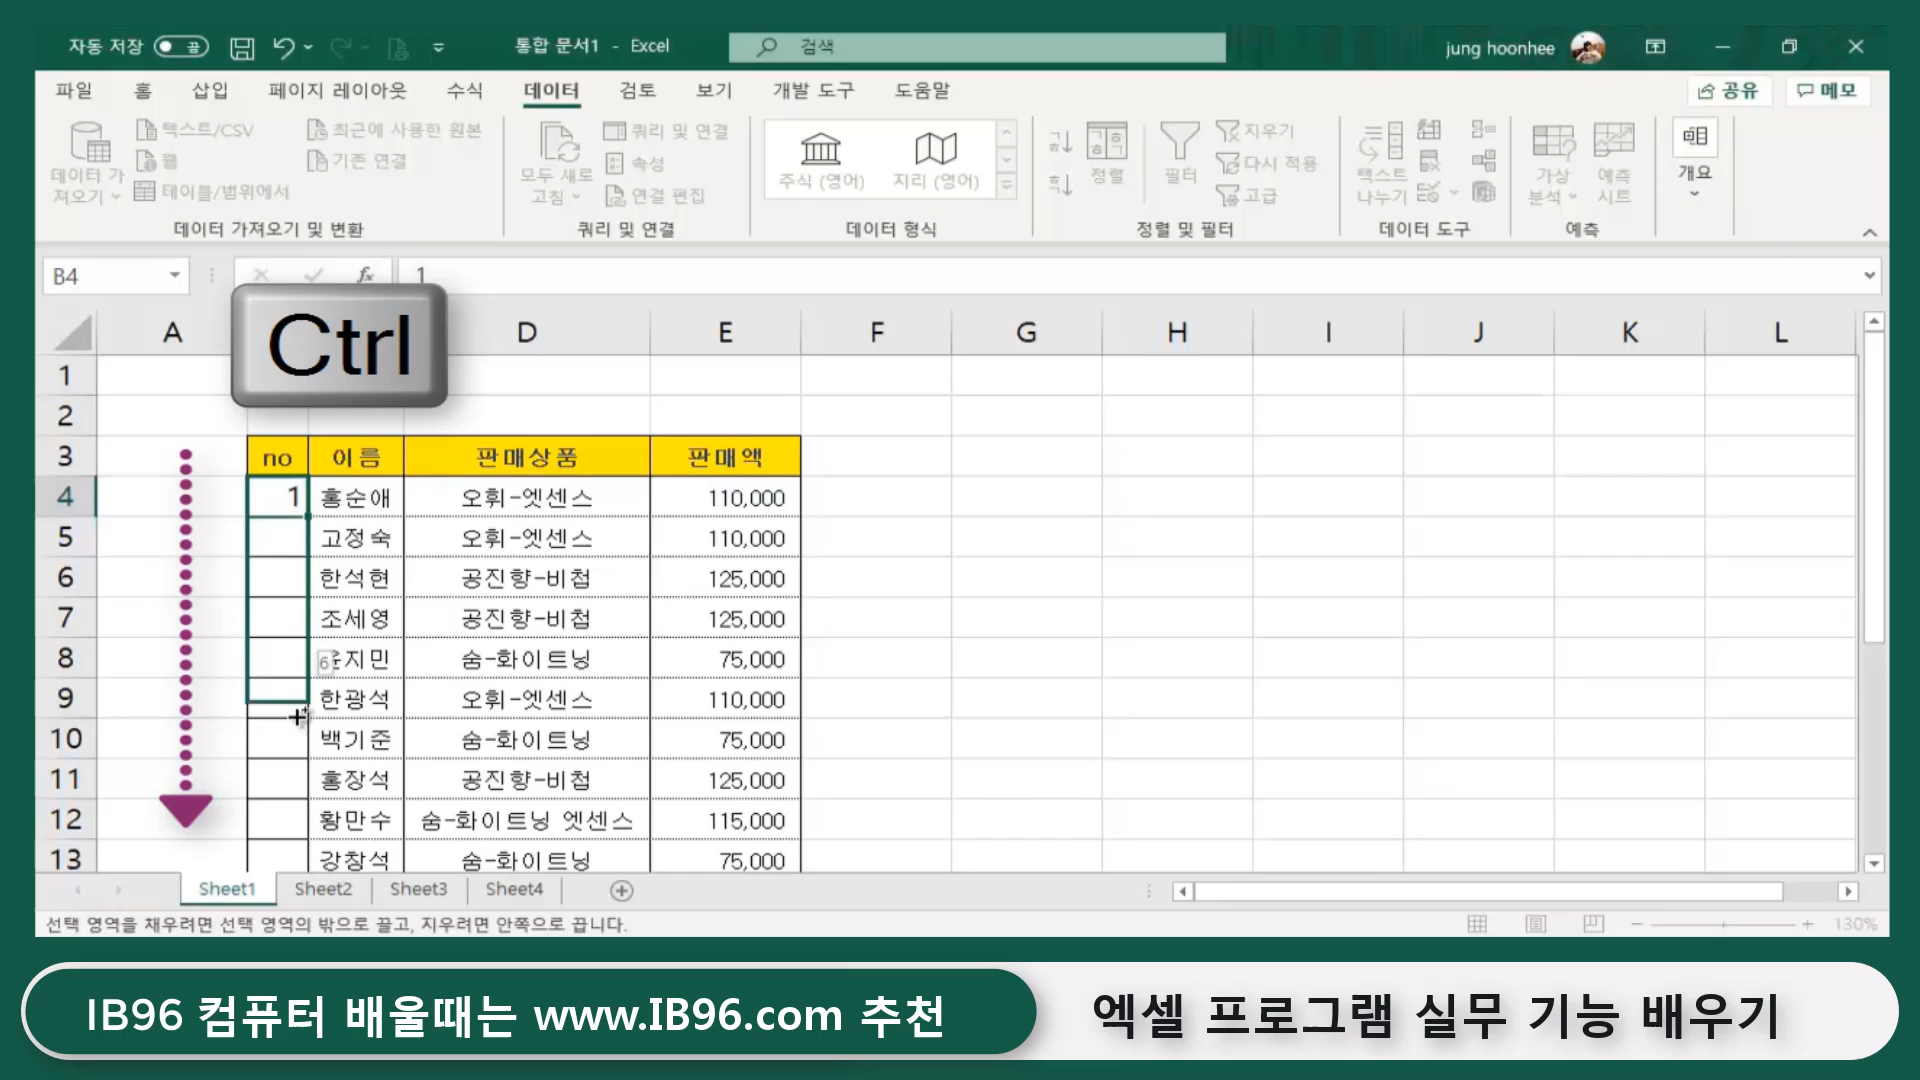 자동 저장 끔 통합 문서1 - Excel 검색 jung hoonhee
파일 홈 삽입 페이지 레이아웃 수식 데이터 검토 보기 개발 도구 도움말 공유 메모
데이터 가
져오기
텍스트/CSV
웹
테이블/범위에서
최근에 사용한 원본
기존 연결
데이터 가져오기 및 변환
모두 새로
고침
쿼리 및 연결
속성
연결 편집
쿼리 및 연결
주식 (영어) 지리 (영어)
데이터 형식
정렬
필터
지우기
다시 적용
고급
정렬 및 필터
텍스트
나누기
데이터 도구
가상
분석
예측
시트
예측
개요
B4 fx 1
Ctrl
A D E F G H I J K L
1
2
3 no 이름 판매상품 판매액
4 1 홍순애 오휘-엣센스 110,000
5 고정숙 오휘-엣센스 110,000
6 한석현 공진향-비첩 125,000
7 조세영 공진향-비첩 125,000
8 6 지민 숨-화이트닝 75,000
9 한광석 오휘-엣센스 110,000
10 백기준 숨-화이트닝 75,000
11 홍장석 공진향-비첩 125,000
12 황만수 숨-화이트닝 엣센스 115,000
13 강창석 숨-화이트닝 75,000
Sheet1 Sheet2 Sheet3 Sheet4
선택 영역을 채우려면 선택 영역의 밖으로 끌고, 지우려면 안쪽으로 끕니다. 130%
IB96 컴퓨터 배울때는 www.IB96.com 추천
엑셀 프로그램 실무 기능 배우기